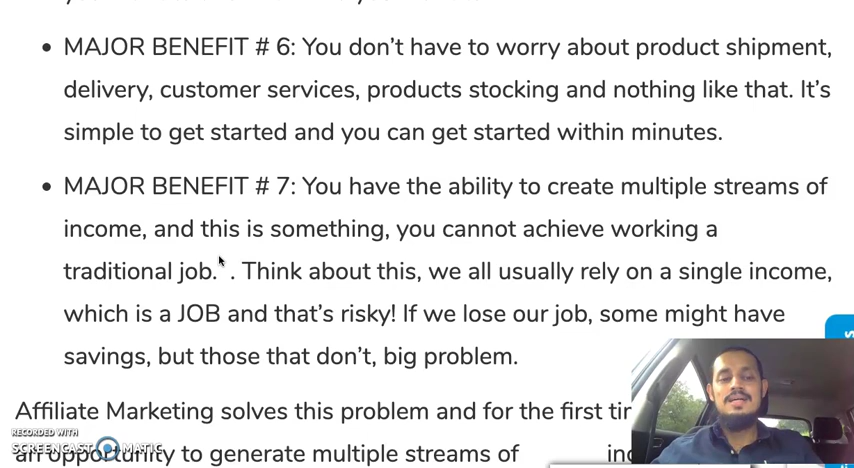 MAJOR BENEFIT # 6: You don't have to worry about product shipment,
delivery, customer services, products stocking and nothing like that. It's
simple to get started and you can get started within minutes.
MAJOR BENEFIT # 7: You have the ability to create multiple streams of
income, and this is something, you cannot achieve working a
traditional job. . Think about this, we all usually rely on a single income,
which is a JOB and that's risky! If we lose our job, some might have
savings, but those that don't, big problem.
Affiliate Marketing solves this problem and for the first
RECORDED WITH
SCREENCAST MATIC
an opportunity to generate multiple streams of